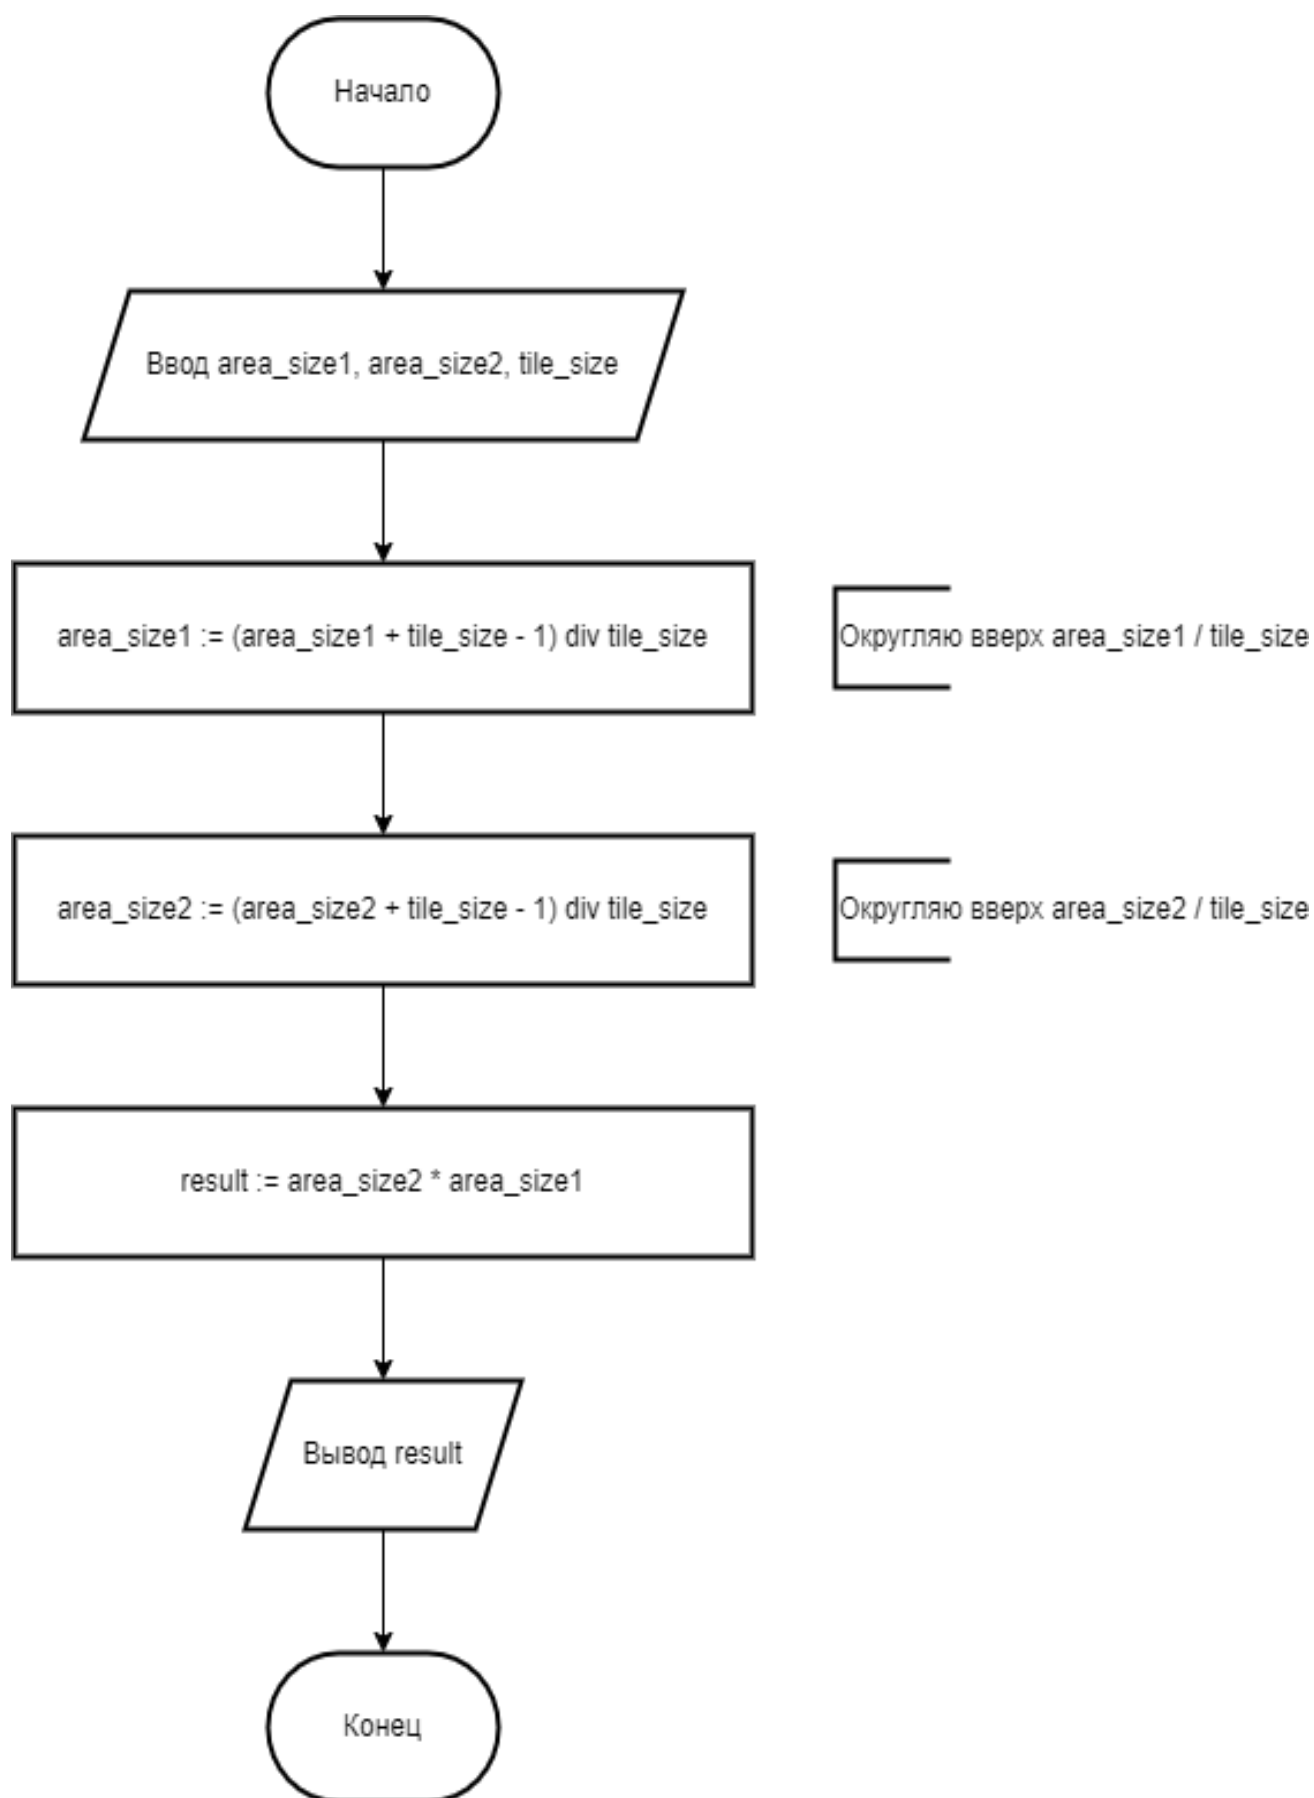 Начало
Ввод area_size1, area_size2, tile_size
area_size1 := (area_size1 + tile_size - 1) div tile_size
Округляю вверх area_size1 / tile_size
area_size2 := (area_size2 + tile_size - 1) div tile_size
Округляю вверх area_size2 / tile_size
result := area_size2 * area_size1
Вывод result
Конец